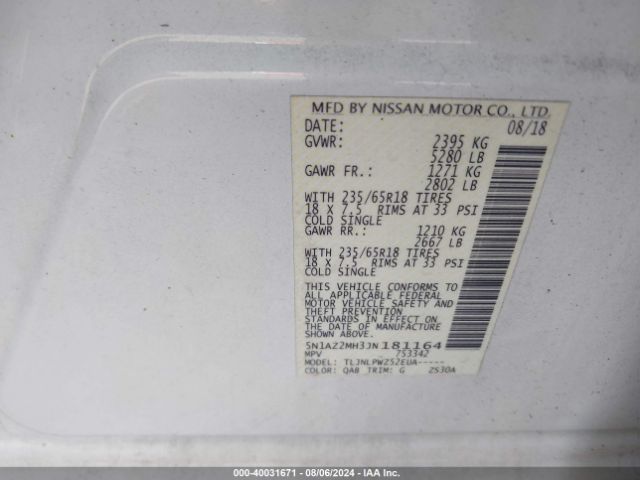 MFD BY NISSAN MOTOR CO., LTD.
DATE: 08/18
GVWR: 2395 KG
5280 LB
GAWR FR.: 1271 KG
2802 LB
WITH 235/65R18 TIRES
18 X 7.5 RIMS AT 33 PSI
COLD SINGLE
GAWR RR.: 1210 KG
2667 LB
WITH 235/65R18 TIRES
18 X 7.5 RIMS AT 33 PSI
COLD SINGLE
THIS VEHICLE CONFORMS TO
ALL APPLICABLE FEDERAL
MOTOR VEHICLE SAFETY AND
THEFT PREVENTION
STANDARDS IN EFFECT ON
THE DATE OF MANUFACTURE
SHOWN ABOVE.
5N1AZ2MH3JN181164
MPV 753342
MODEL: TLJNLPWZ52EUA-----
COLOR: QAB TRIM: G Z530A
000-40031671 - 08/06/2024 - IAA Inc.